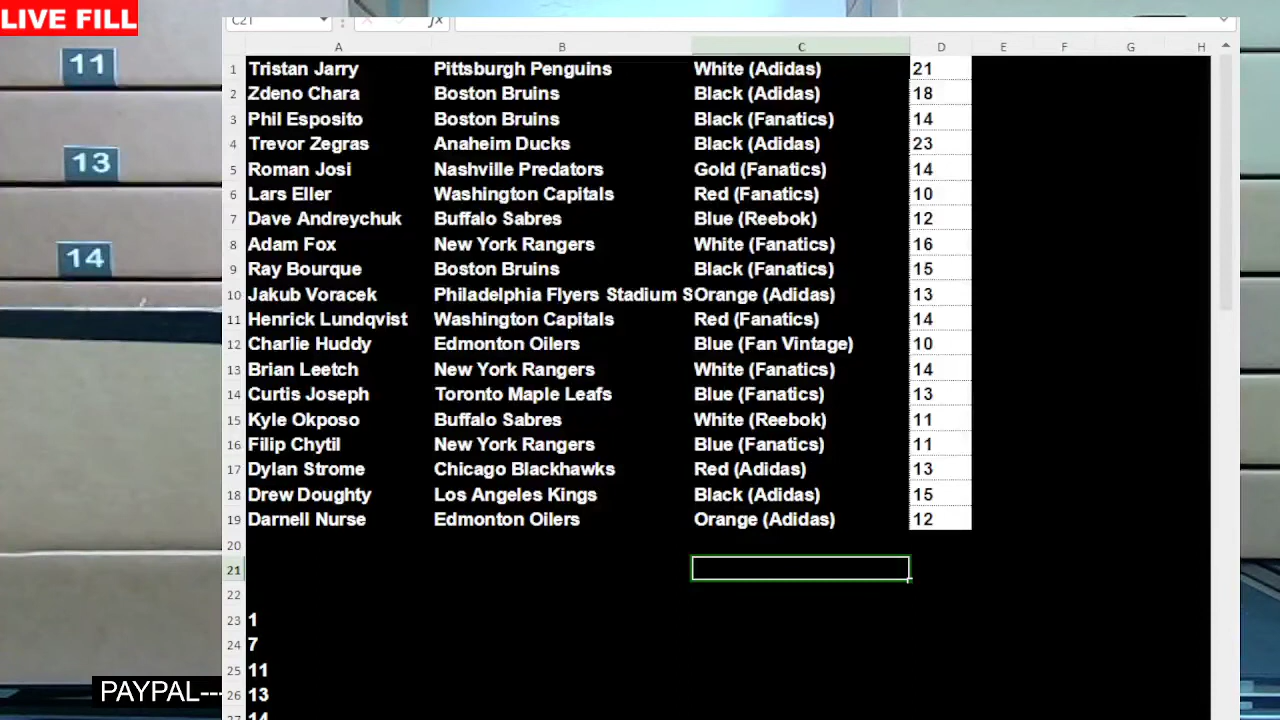 LIVE FILL
11
13
14
PAYPAL---
C21
fx
A B C D E F G H
1 Tristan Jarry Pittsburgh Penguins White (Adidas) 21
2 Zdeno Chara Boston Bruins Black (Adidas) 18
3 Phil Esposito Boston Bruins Black (Fanatics) 14
4 Trevor Zegras Anaheim Ducks Black (Adidas) 23
5 Roman Josi Nashville Predators Gold (Fanatics) 14
6 Lars Eller Washington Capitals Red (Fanatics) 10
7 Dave Andreychuk Buffalo Sabres Blue (Reebok) 12
8 Adam Fox New York Rangers White (Fanatics) 16
9 Ray Bourque Boston Bruins Black (Fanatics) 15
10 Jakub Voracek Philadelphia Flyers Stadium S Orange (Adidas) 13
11 Henrick Lundqvist Washington Capitals Red (Fanatics) 14
12 Charlie Huddy Edmonton Oilers Blue (Fan Vintage) 10
13 Brian Leetch New York Rangers White (Fanatics) 14
14 Curtis Joseph Toronto Maple Leafs Blue (Fanatics) 13
15 Kyle Okposo Buffalo Sabres White (Reebok) 11
16 Filip Chytil New York Rangers Blue (Fanatics) 11
17 Dylan Strome Chicago Blackhawks Red (Adidas) 13
18 Drew Doughty Los Angeles Kings Black (Adidas) 15
19 Darnell Nurse Edmonton Oilers Orange (Adidas) 12
20
21
22
23 1
24 7
25 11
26 13
27 14